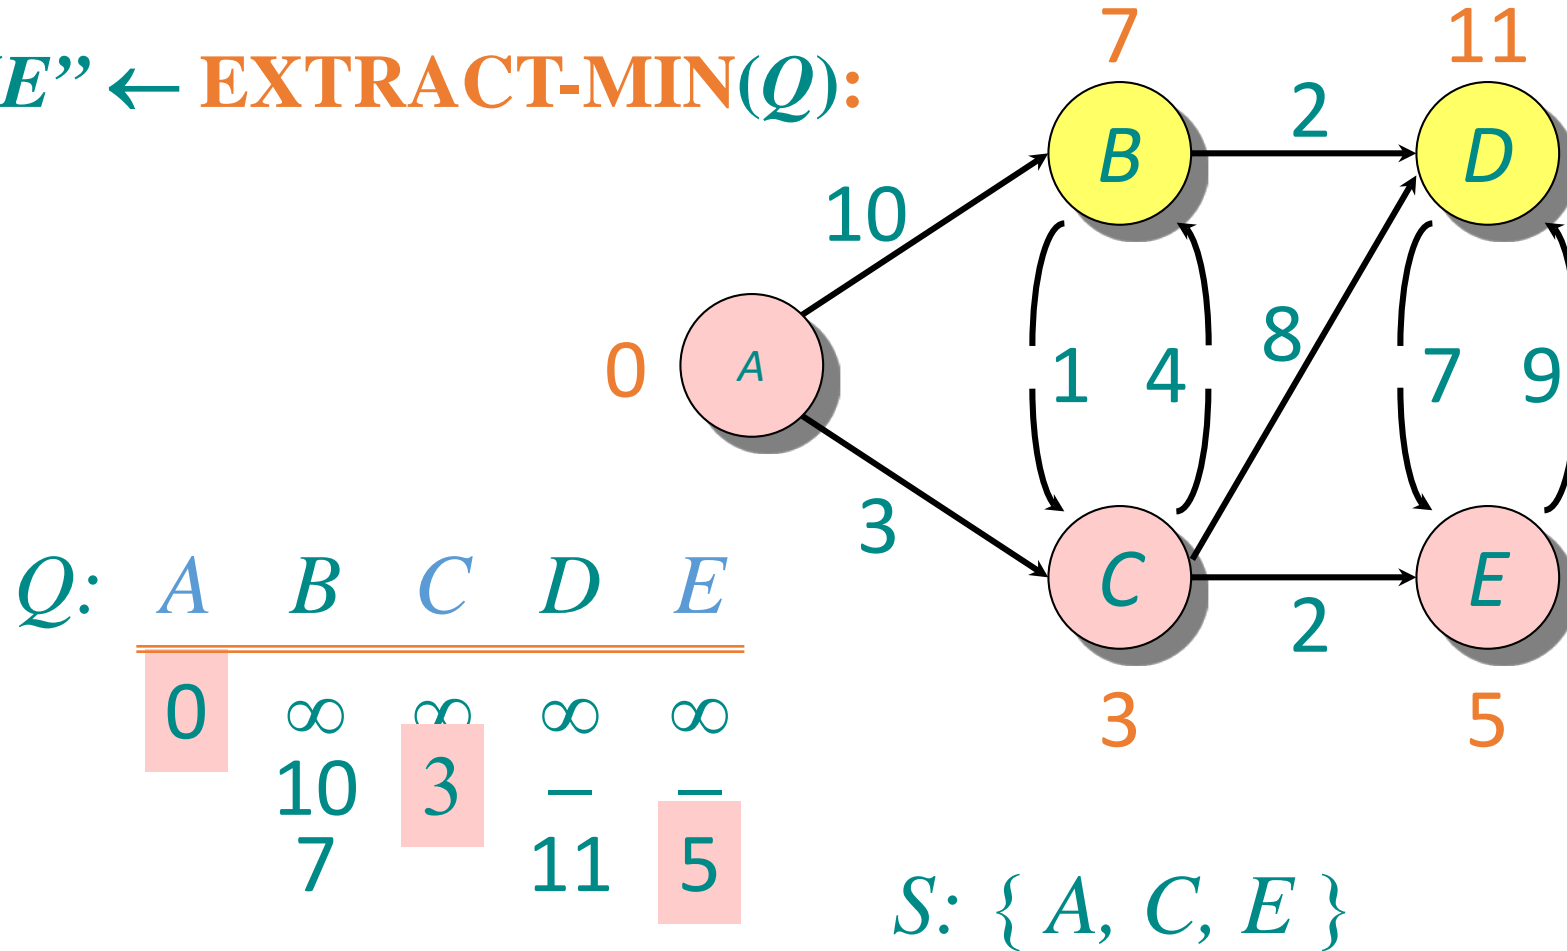 E” ← EXTRACT-MIN(Q):
7
11
B
2
D
10
8
0
A
1
4
7
9
3
C
2
E
3
5
Q: A B C D E
0 ∞ ∞ ∞ ∞
10 3 – –
7 11 5
S: { A, C, E }